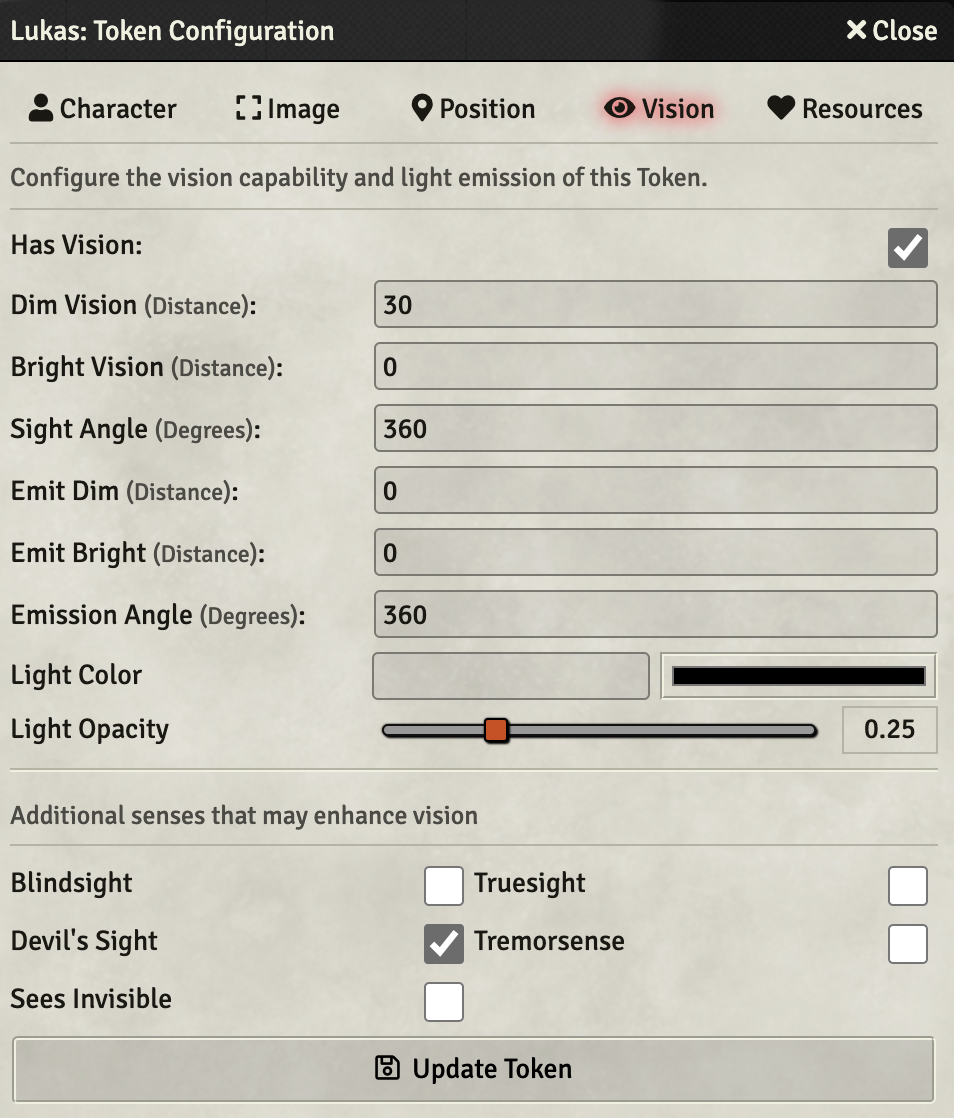 Lukas: Token Configuration Close
Character Image Position Vision Resources
Configure the vision capability and light emission of this Token.
Has Vision:
Dim Vision (Distance): 30
Bright Vision (Distance): 0
Sight Angle (Degrees): 360
Emit Dim (Distance): 0
Emit Bright (Distance): 0
Emission Angle (Degrees): 360
Light Color
Light Opacity 0.25
Additional senses that may enhance vision
Blindsight Truesight
Devil's Sight Tremorsense
Sees Invisible
Update Token